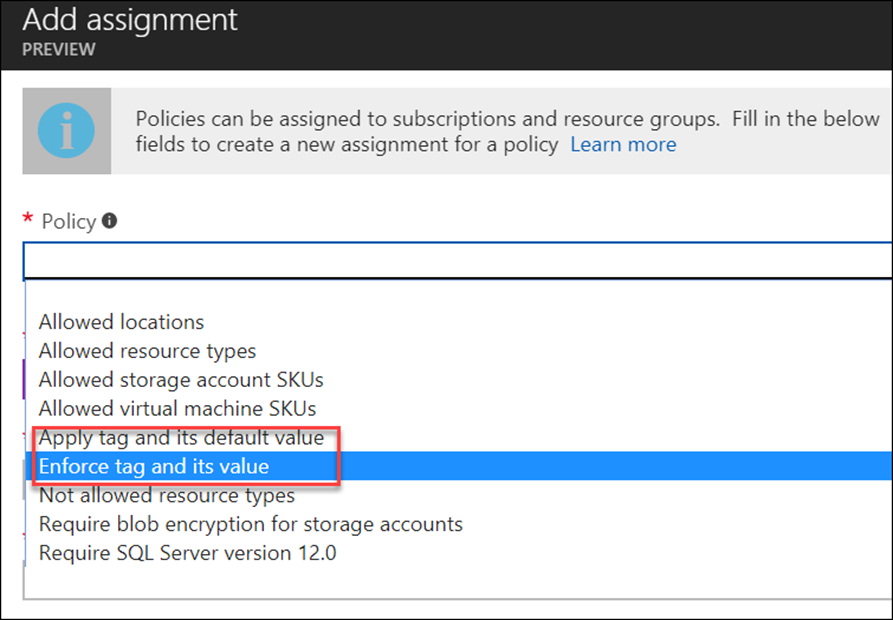 Add assignment
PREVIEW
Policies can be assigned to subscriptions and resource groups.  Fill in the below
fields to create a new assignment for a policy  Learn more
* Policy
Allowed locations
Allowed resource types
Allowed storage account SKUs
Allowed virtual machine SKUs
Apply tag and its default value
Enforce tag and its value
Not allowed resource types
Require blob encryption for storage accounts
Require SQL Server version 12.0